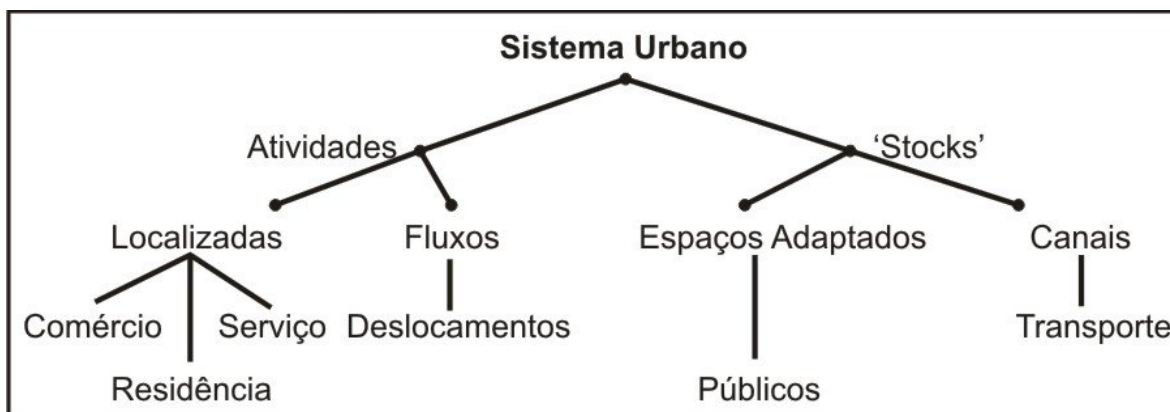 Sistema Urbano
Atividades ‘Stocks’
Localizadas Fluxos Espaços Adaptados Canais
Comércio Serviço Deslocamentos Transporte
Residência Públicos